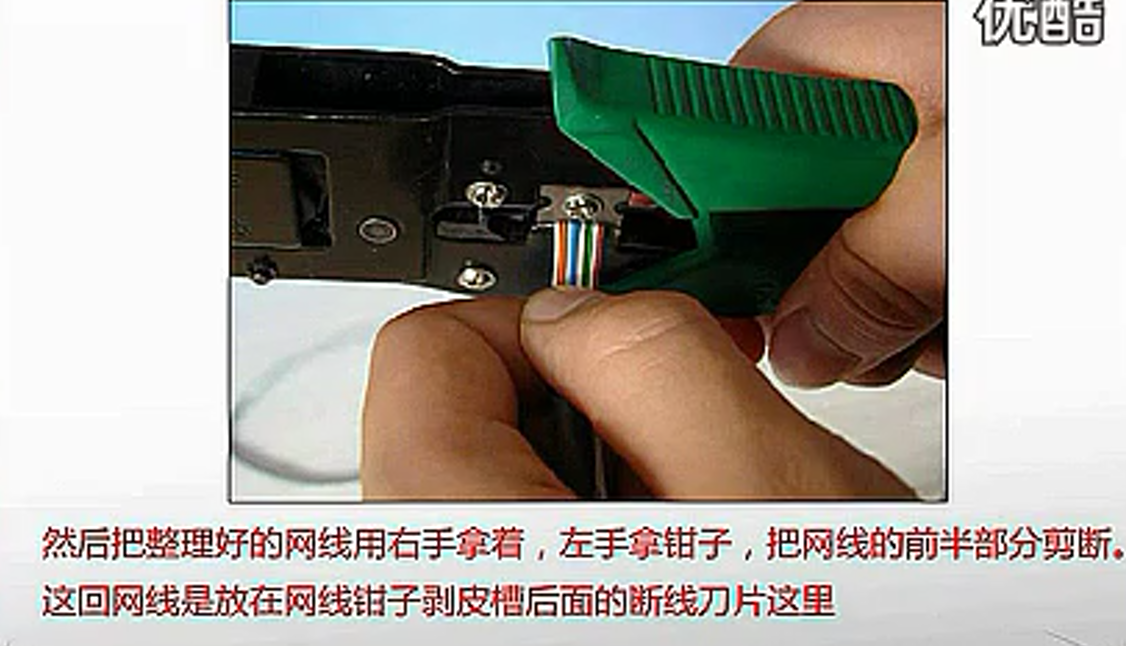 优酷
然后把整理好的网线用右手拿着，左手拿钳子，把网线的前半部分剪断。
这回网线是放在网线钳子剥皮槽后面的断线刀片这里